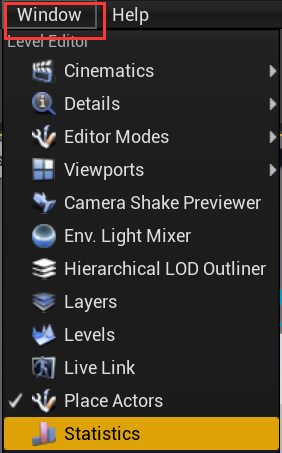 Window Help
Level Editor
Cinematics
Details
Editor Modes
Viewports
Camera Shake Previewer
Env. Light Mixer
Hierarchical LOD Outliner
Layers
Levels
Live Link
Place Actors
Statistics